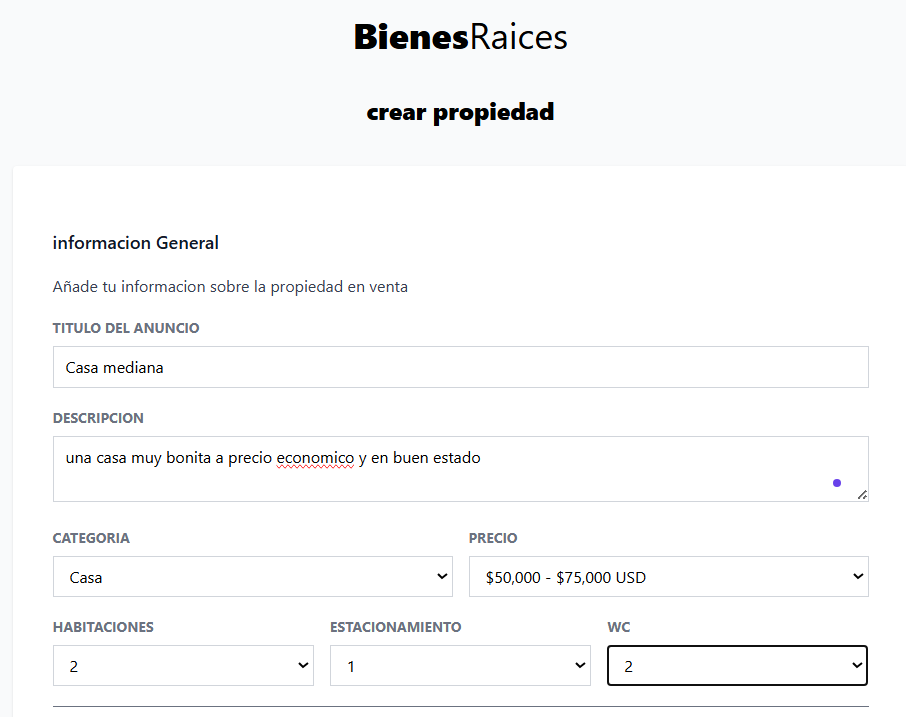 BienesRaices
crear propiedad
informacion General
Añade tu informacion sobre la propiedad en venta
TITULO DEL ANUNCIO
Casa mediana
DESCRIPCION
una casa muy bonita a precio economico y en buen estado
CATEGORIA PRECIO
Casa $50,000 - $75,000 USD
HABITACIONES ESTACIONAMIENTO WC
2 1 2